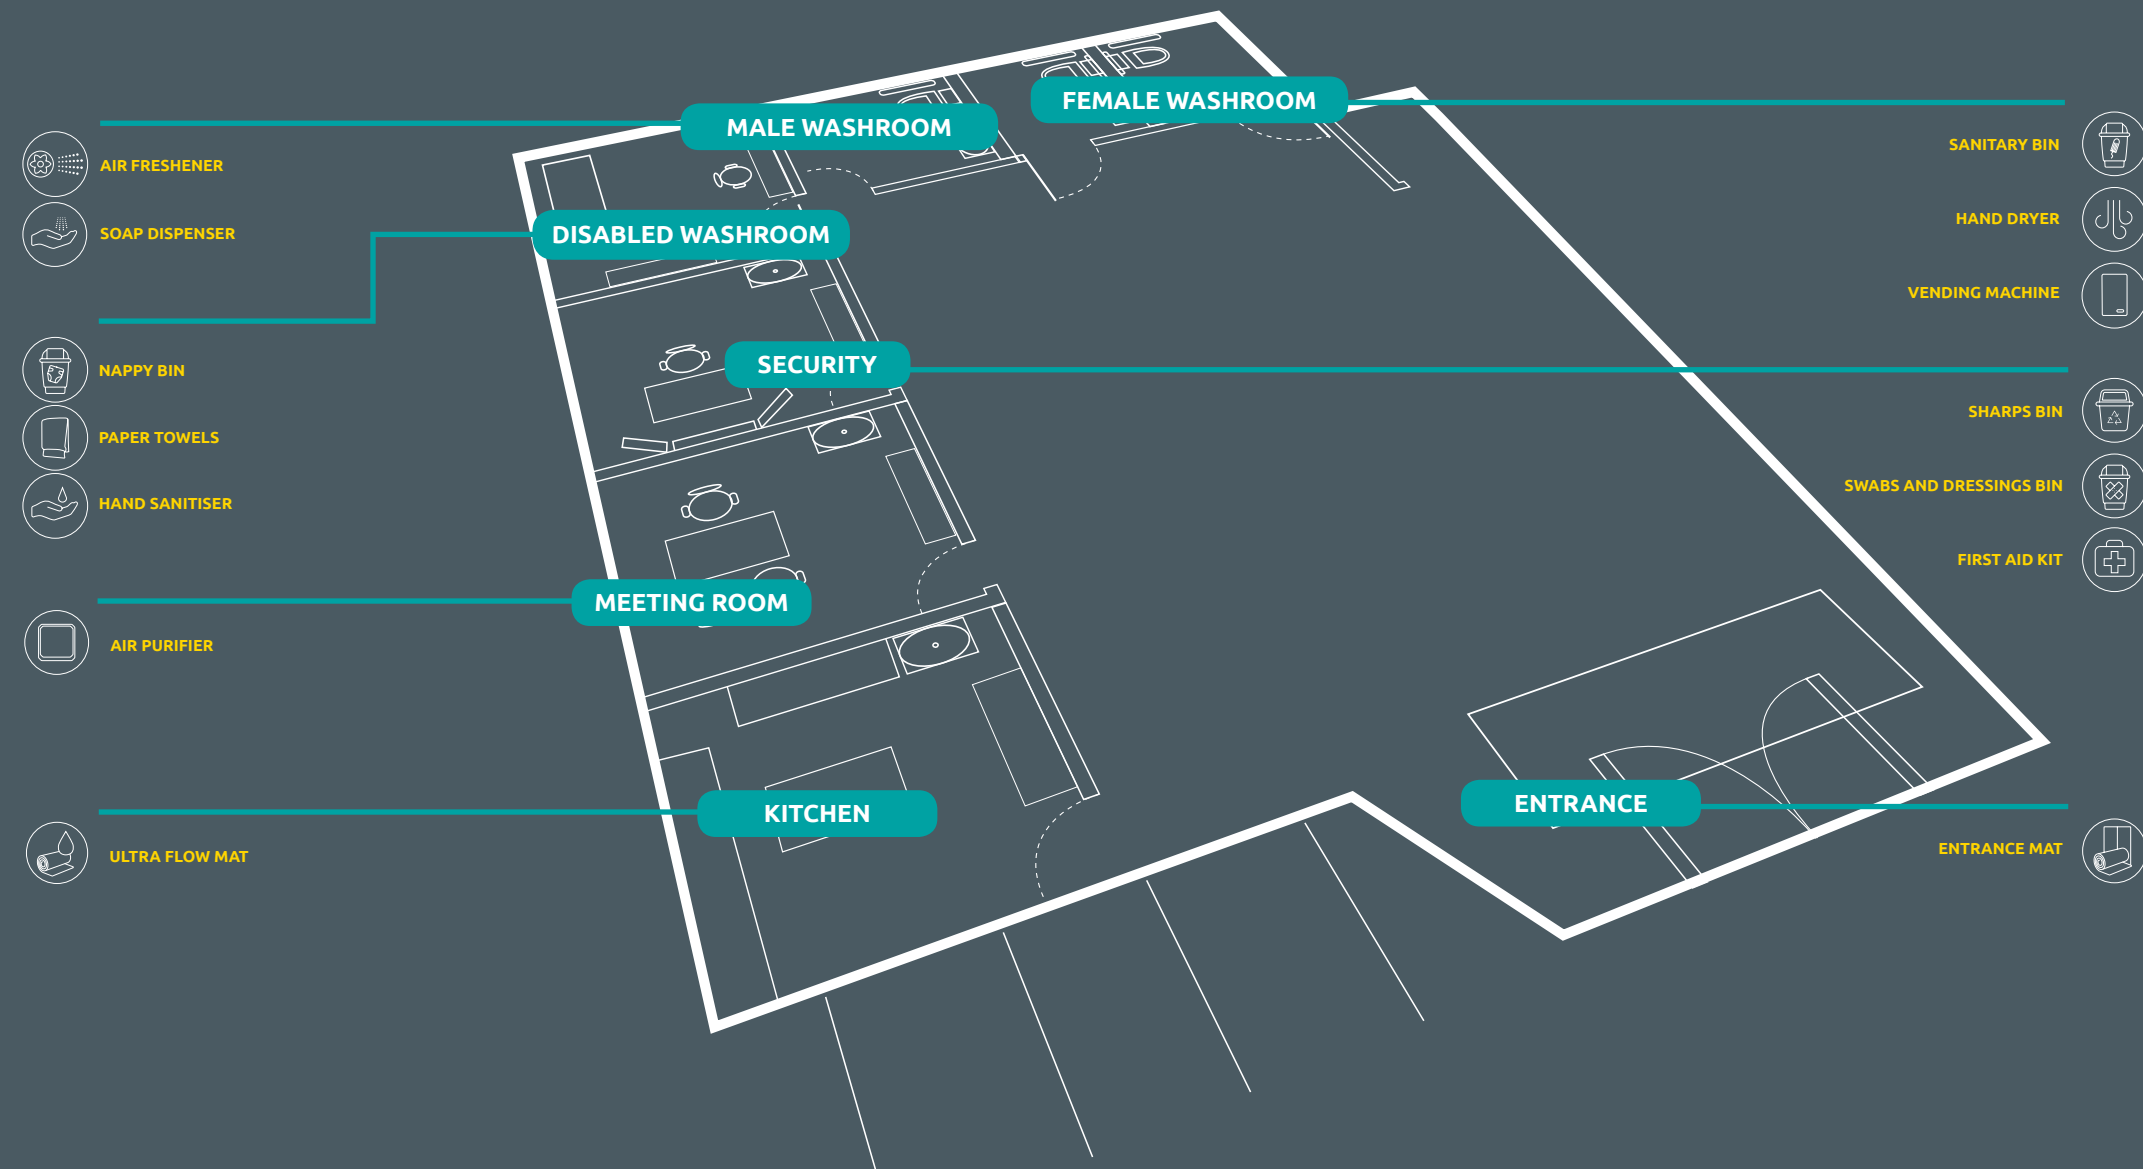 MALE WASHROOM
AIR FRESHENER
SOAP DISPENSER
DISABLED WASHROOM
NAPPY BIN
PAPER TOWELS
HAND SANITISER
MEETING ROOM
AIR PURIFIER
KITCHEN
ULTRA FLOW MAT
FEMALE WASHROOM
SANITARY BIN
HAND DRYER
VENDING MACHINE
SECURITY
SHARPS BIN
SWABS AND DRESSINGS BIN
FIRST AID KIT
ENTRANCE
ENTRANCE MAT